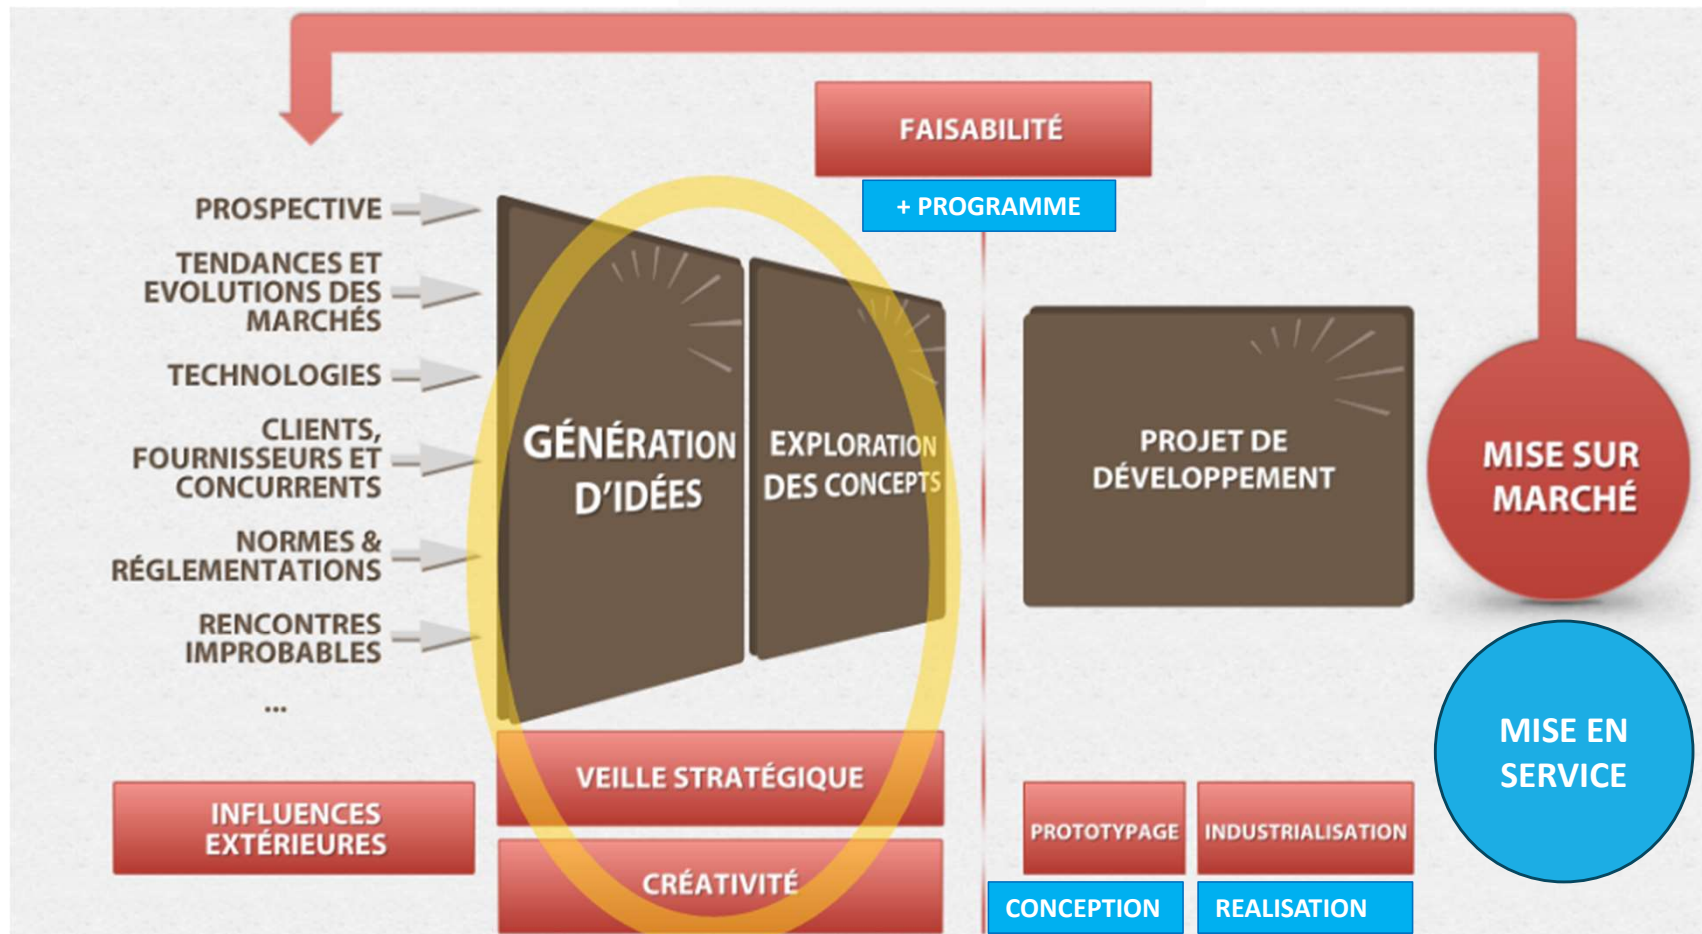 FAISABILITÉ
+ PROGRAMME
PROSPECTIVE
TENDANCES ET
EVOLUTIONS DES
MARCHÉS
TECHNOLOGIES
CLIENTS,
FOURNISSEURS ET
CONCURRENTS
NORMES &
RÉGLEMENTATIONS
RENCONTRES
IMPROBABLES
...
INFLUENCES
EXTÉRIEURES
GÉNÉRATION
D'IDÉES
EXPLORATION
DES CONCEPTS
VEILLE STRATÉGIQUE
CRÉATIVITÉ
PROJET DE
DÉVELOPPEMENT
PROTOTYPAGE
INDUSTRIALISATION
CONCEPTION
REALISATION
MISE SUR
MARCHÉ
MISE EN
SERVICE